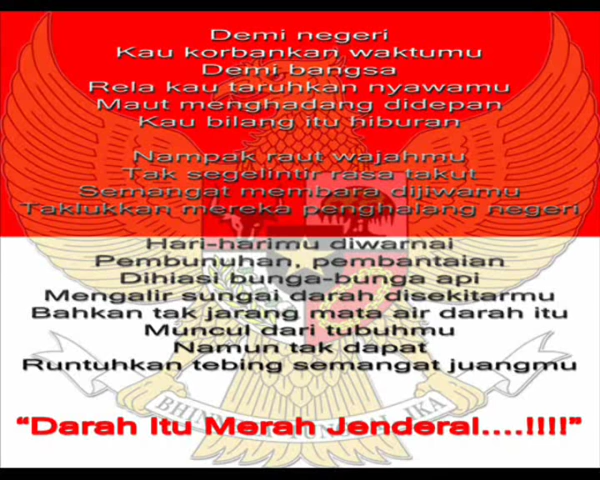 Demi negeri
Kau korbankan waktumu
Demi bangsa
Rela kau taruhkan nyawamu
Maut menghadang didepan
Kau bilang itu hiburan
Nampak raut wajahmu
Tak segelintir rasa takut
Semangat membara dijiwamu
Taklukkan mereka penghalang negeri
Hari-harimu diwarnai
Pembunuhan, pembantaian
Dihiasi bunga-bunga api
Mengalir sungai darah disekitarmu
Bahkan tak jarang mata air darah itu
Muncul dari tubuhmu
Namun tak dapat
Runtuhkan tebing semangat juangmu
BHINNEKA TUNGGAL IKA
“Darah Itu Merah Jenderal....!!!!”